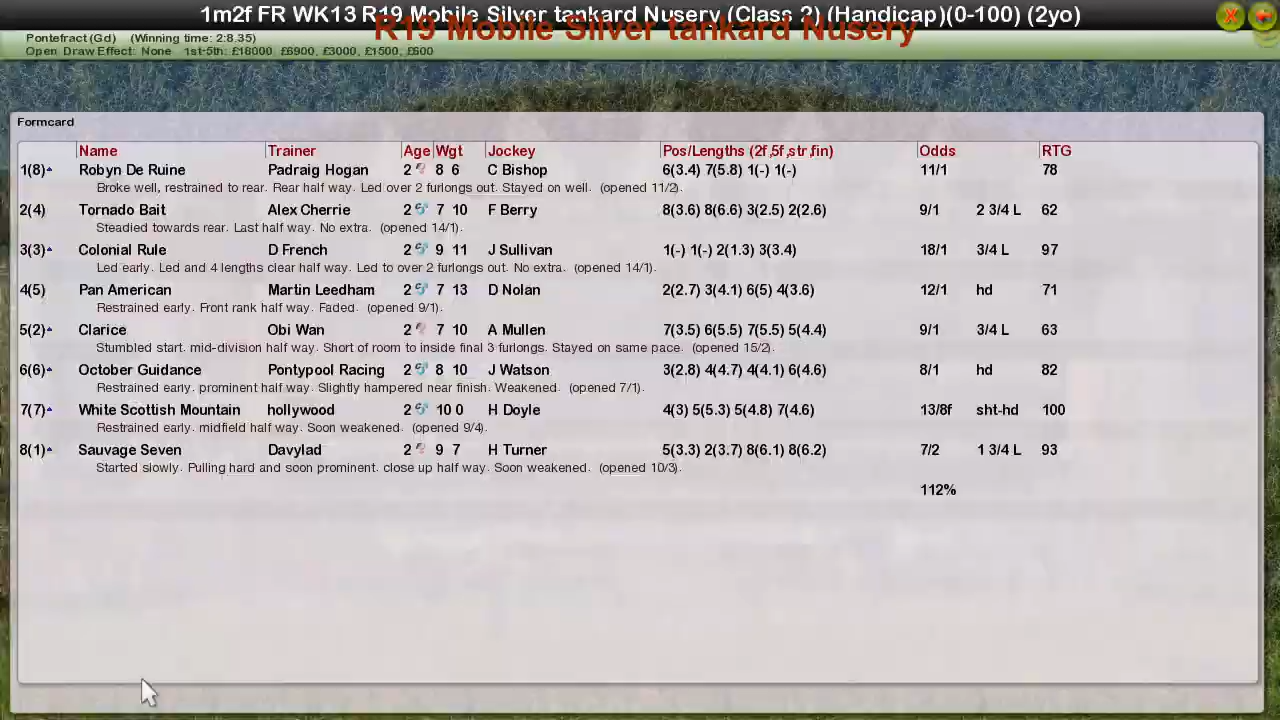 1m2f FR WK13 R19 Mobile Silver tankard Nusery (Class 2) (Handicap)(0-100) (2yo)
R19 Mobile Silver tankard Nusery
Pontefract (Gd) (Winning time: 2:8.35)
Open Draw Effect: None 1st-5th: £18000 £6900, £3000, £1500, £600
Formcard
Name Trainer Age Wgt Jockey Pos/Lengths (2f,5f,str,fin) Odds RTG
1(8) Robyn De Ruine Padraig Hogan 2 8 6 C Bishop 6(3.4) 7(5.8) 1(-) 1(-) 11/1 78
Broke well, restrained to rear. Rear half way. Led over 2 furlongs out. Stayed on well. (opened 11/2).
2(4) Tornado Bait Alex Cherrie 2 7 10 F Berry 8(3.6) 8(6.6) 3(2.5) 2(2.6) 9/1 2 3/4 L 62
Steadied towards rear. Last half way. No extra. (opened 14/1).
3(3) Colonial Rule D French 2 9 11 J Sullivan 1(-) 1(-) 2(1.3) 3(3.4) 18/1 3/4 L 97
Led early. Led and 4 lengths clear half way. Led to over 2 furlongs out. No extra. (opened 14/1).
4(5) Pan American Martin Leedham 2 7 13 D Nolan 2(2.7) 3(4.1) 6(5) 4(3.6) 12/1 hd 71
Restrained early. Front rank half way. Faded. (opened 9/1).
5(2) Clarice Obi Wan 2 7 10 A Mullen 7(3.5) 6(5.5) 7(5.5) 5(4.4) 9/1 3/4 L 63
Stumbled start. mid-division half way. Short of room to inside final 3 furlongs. Stayed on same pace. (opened 15/2).
6(6) October Guidance Pontypool Racing 2 8 10 J Watson 3(2.8) 4(4.7) 4(4.1) 6(4.6) 8/1 hd 82
Restrained early. prominent half way. Slightly hampered near finish. Weakened. (opened 7/1).
7(7) White Scottish Mountain hollywood 2 10 0 H Doyle 4(3) 5(5.3) 5(4.8) 7(4.6) 13/8f sht-hd 100
Restrained early. midfield half way. Soon weakened. (opened 9/4).
8(1) Sauvage Seven Davylad 2 9 7 H Turner 5(3.3) 2(3.7) 8(6.1) 8(6.2) 7/2 1 3/4 L 93
Started slowly. Pulling hard and soon prominent. close up half way. Soon weakened. (opened 10/3).
112%